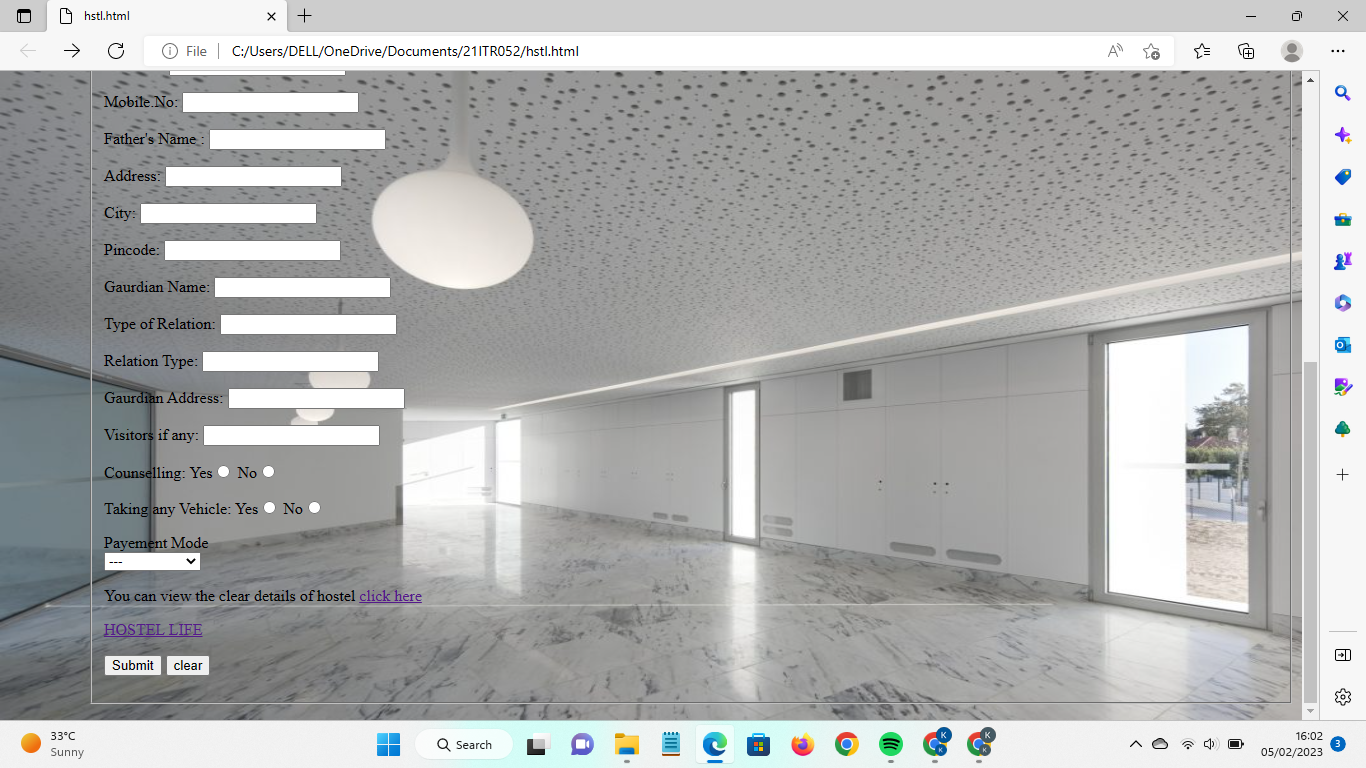 hstl.html
File
C:/Users/DELL/OneDrive/Documents/21ITR052/hstl.html
Mobile.No:
Father's Name :
Address:
City:
Pincode:
Gaurdian Name:
Type of Relation:
Relation Type:
Gaurdian Address:
Visitors if any:
Counselling: Yes No
Taking any Vehicle: Yes No
Payement Mode
---
You can view the clear details of hostel click here
HOSTEL LIFE
Submit clear
33°C
Sunny
Search
K
K
K
K
16:02
05/02/2023
3